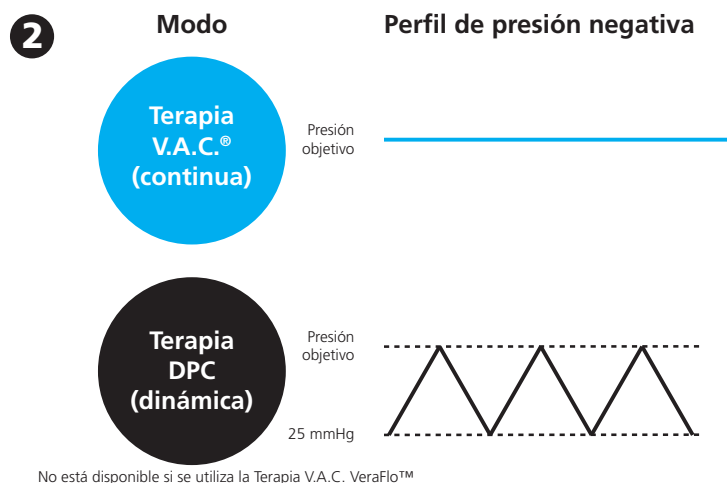 2
Modo
Perfil de presión negativa
Terapia
V.A.C.®
(continua)
Presión
objetivo
Terapia
DPC
(dinámica)
Presión
objetivo
25 mmHg
No está disponible si se utiliza la Terapia V.A.C. VeraFlo™